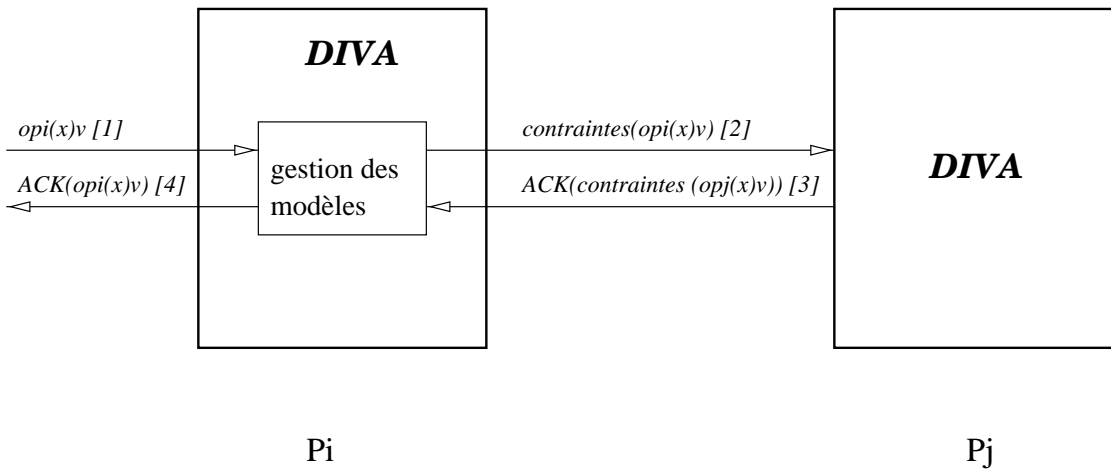 DIVA
opi(x)v [1]
contraintes(opi(x)v) [2]
gestion des
modèles
DIVA
ACK(opi(x)v) [4]
ACK(contraintes (opj(x)v)) [3]
Pi
Pj